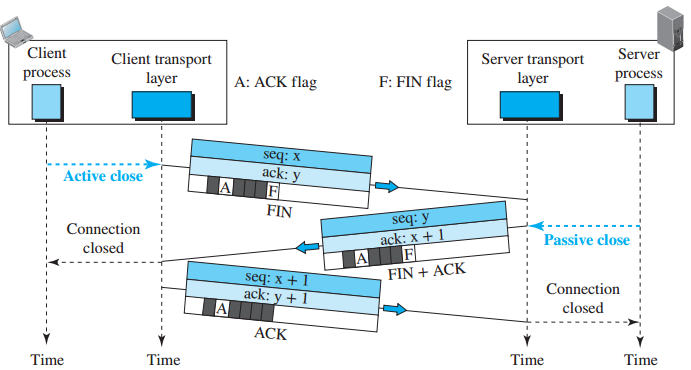 Client
process
Client transport
layer
A: ACK flag
F: FIN flag
Server transport
layer
Server
process
Active close
seq: x
ack: y
A
F
FIN
seq: y
ack: x + 1
A
F
FIN + ACK
Passive close
Connection
closed
seq: x + 1
ack: y + 1
A
ACK
Connection
closed
Time
Time
Time
Time